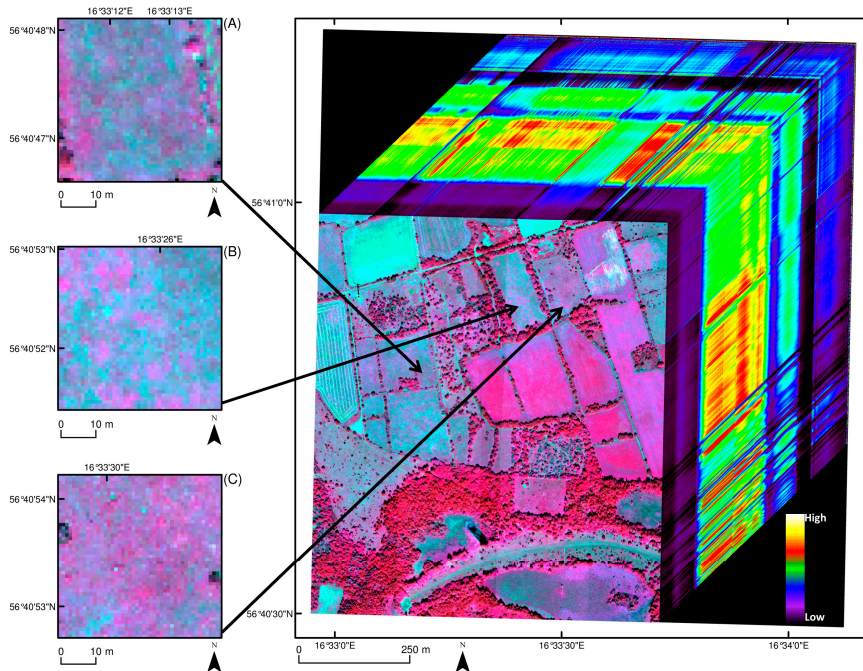 16°33'12"E 16°33'13"E
(A)
56°40'48"N
56°40'47"N
0 10 m
N
16°33'26"E
(B)
56°40'53"N
56°40'52"N
0 10 m
N
16°33'30"E
(C)
56°40'54"N
56°40'53"N
0 10 m
N
56°41'0"N
56°40'30"N
High
Low
16°33'0"E 16°33'30"E 16°34'0"E
0 250 m
N